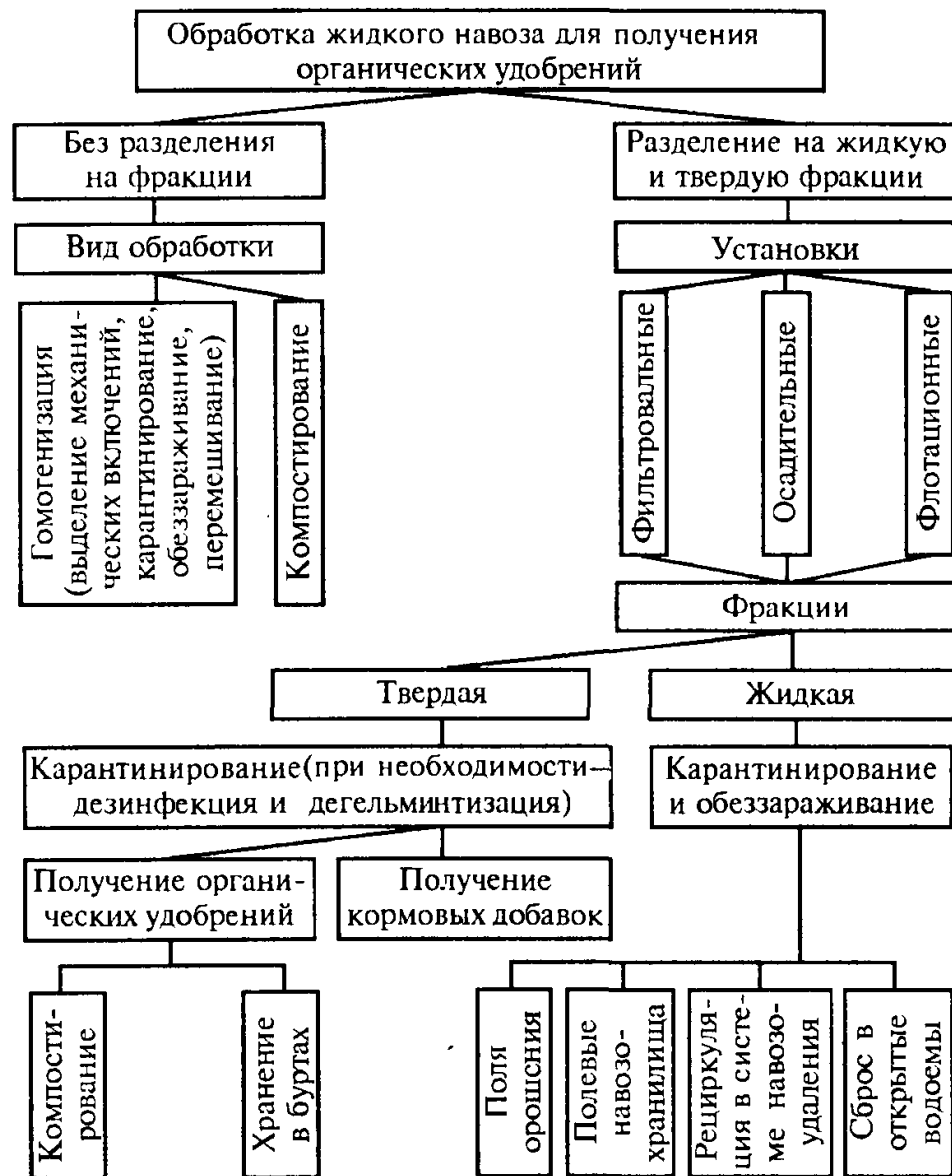 Обработка жидкого навоза для получения
органических удобрений
Без разделения
на фракции
Разделение на жидкую
и твердую фракции
Вид обработки
Установки
Гомогенизация
(выделение механи-
ческих включений,
карантинирование,
обеззараживание,
перемешивание)
Компостирование
Фильтровальные
Осадительные
Флотационные
Фракции
Твердая
Жидкая
Карантинирование(при необходимости—
дезинфекция и дегельминтизация)
Карантинирование
и обеззараживание
Получение органи-
ческих удобрений
Получение
кормовых добавок
Компости-
рование
Хранение
в буртах
Поля
орошсния
Полевые
навозо-
хранилища
Рециркуля-
ция в систе-
ме навозо-
удаления
Сброс в
открытые
водоемы